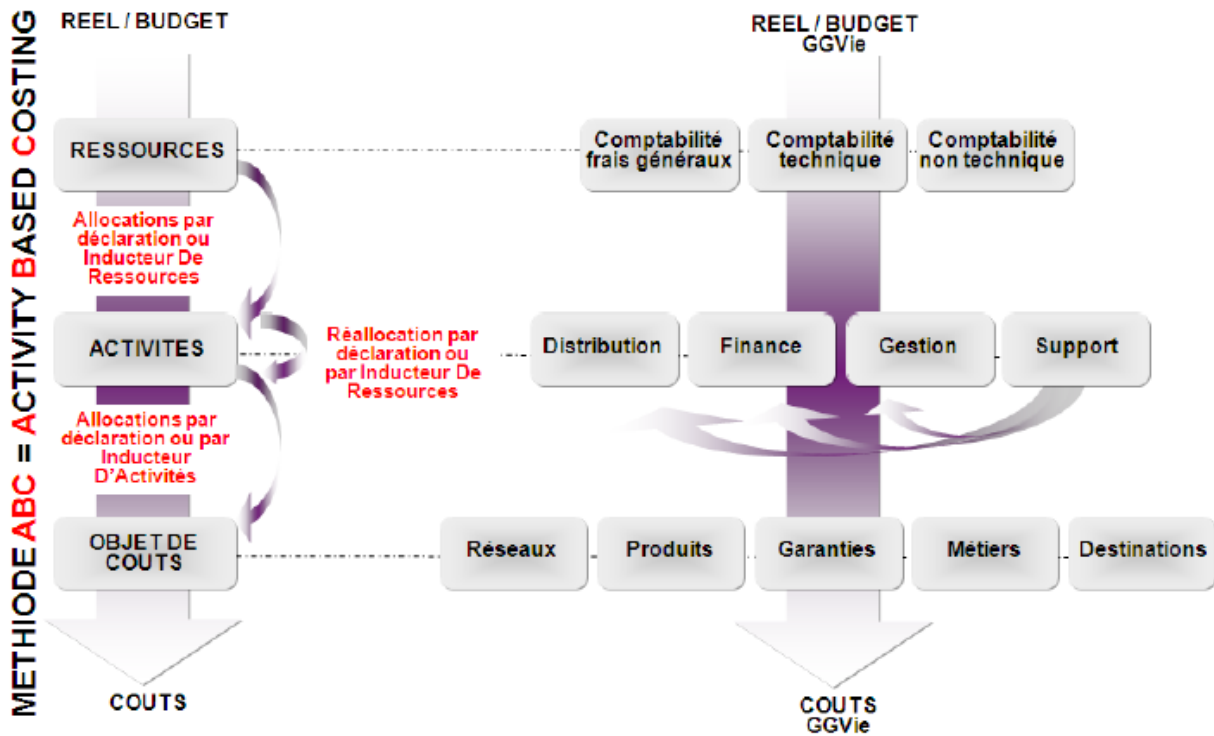 METHIODE ABC = ACTIVITY BASED COSTING
REEL / BUDGET
REEL / BUDGET
GGVie
RESSOURCES
Comptabilité
frais généraux
Comptabilité
technique
Comptabilité
non technique
Allocations par
déclaration ou
Inducteur De
Ressources
ACTIVITES
Réallocation par
déclaration ou
par Inducteur De
Ressources
Distribution
Finance
Gestion
Support
Allocations par
déclaration ou par
Inducteur
D'Activités
OBJET DE
COUTS
Réseaux
Produits
Garanties
Métiers
Destinations
COUTS
COUTS
GGVie